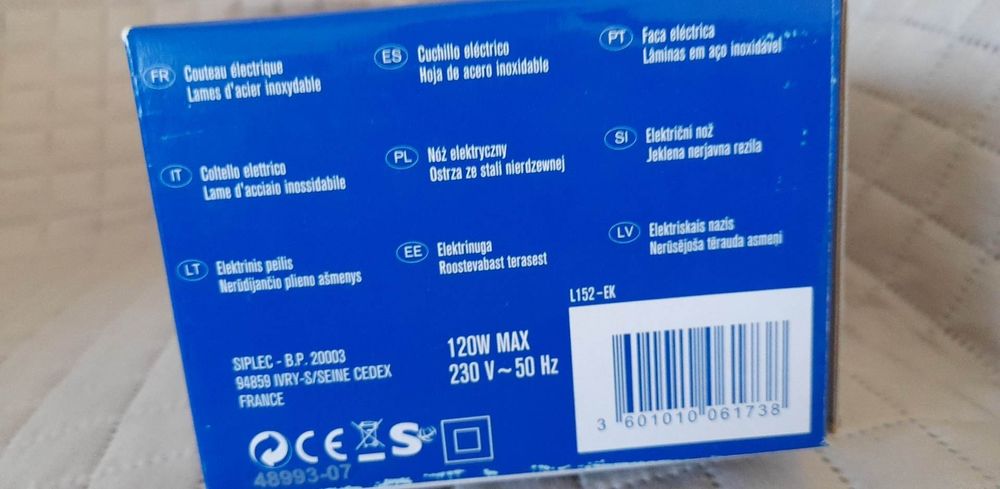 FR Couteau électrique
Lames d'acier inoxydable
ES Cuchillo eléctrico
Hoja de acero inoxidable
PT Faca eléctrica
Lâminas em aço inoxidável
IT Coltello elettrico
Lame d'acciaio inossidabile
PL Nóż elektryczny
Ostrza ze stali nierdzewnej
SI Električni nož
Jeklena nerjavna rezila
LT Elektrinis peilis
Nerūdijančio plieno ašmenys
EE Elektrinuga
Roostevabast terasest
LV Elektriskais nazis
Nerūsējoša tērauda asmeņi
L152-EK
SIPLEC - B.P. 20003
94859 IVRY-S/SEINE CEDEX
FRANCE
120W MAX
230 V ~ 50 Hz
3 601010 061738
CE
48993-07